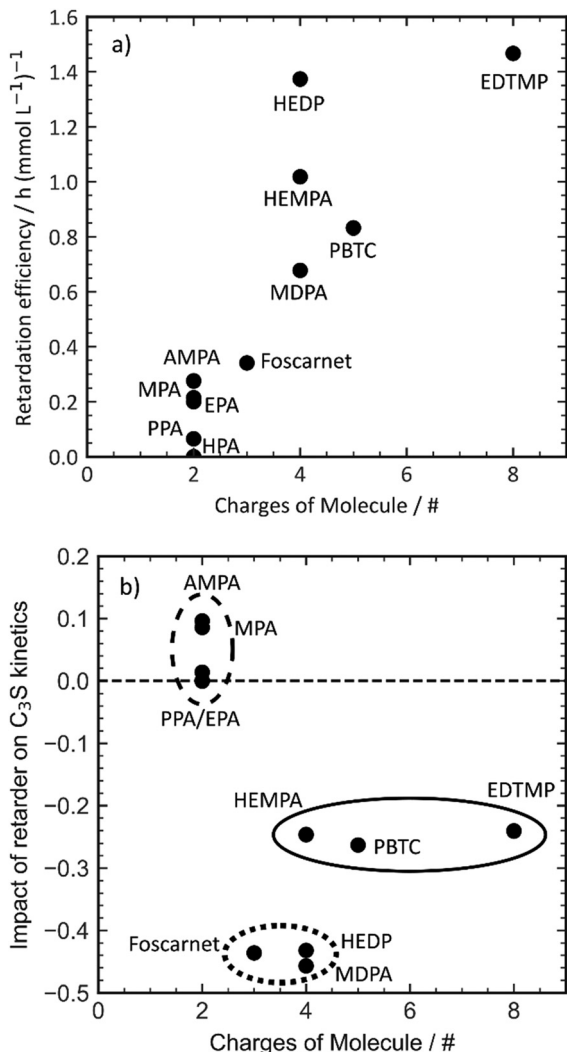 a)
1.6
1.4
1.2
1.0
0.8
0.6
0.4
0.2
0.0
Retardation efficiency / h (mmol L⁻¹)⁻¹
HEDP
EDTMP
HEMPA
PBTC
MDPA
AMPA
Foscarnet
MPA
EPA
PPA
HPA
0 2 4 6 8
Charges of Molecule / #
b)
0.2
0.1
0.0
−0.1
−0.2
−0.3
−0.4
−0.5
Impact of retarder on C₃S kinetics
AMPA
MPA
PPA/EPA
HEMPA
EDTMP
PBTC
Foscarnet
HEDP
MDPA
0 2 4 6 8
Charges of Molecule / #